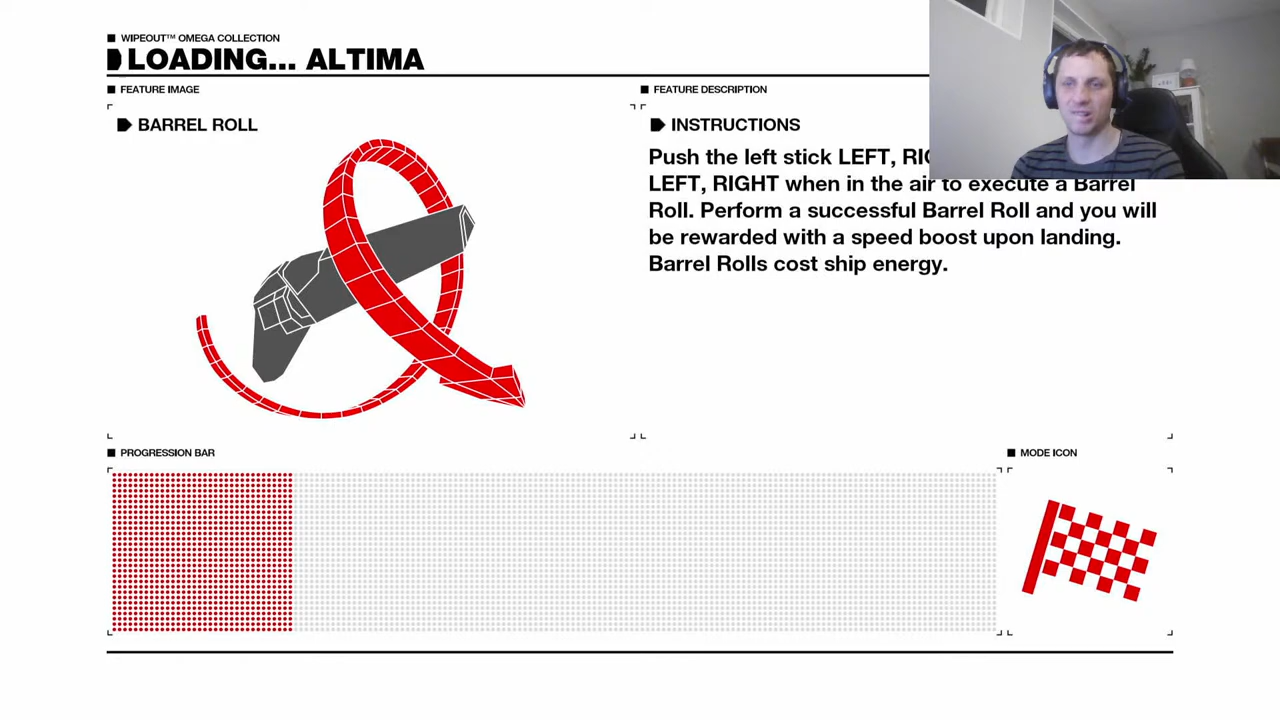 WIPEOUT™ OMEGA COLLECTION
LOADING... ALTIMA
FEATURE IMAGE
BARREL ROLL
FEATURE DESCRIPTION
INSTRUCTIONS
Push the left stick LEFT,
LEFT, RIGHT when in the air to execute a Barrel
Roll. Perform a successful Barrel Roll and you will
be rewarded with a speed boost upon landing.
Barrel Rolls cost ship energy.
PROGRESSION BAR
MODE ICON